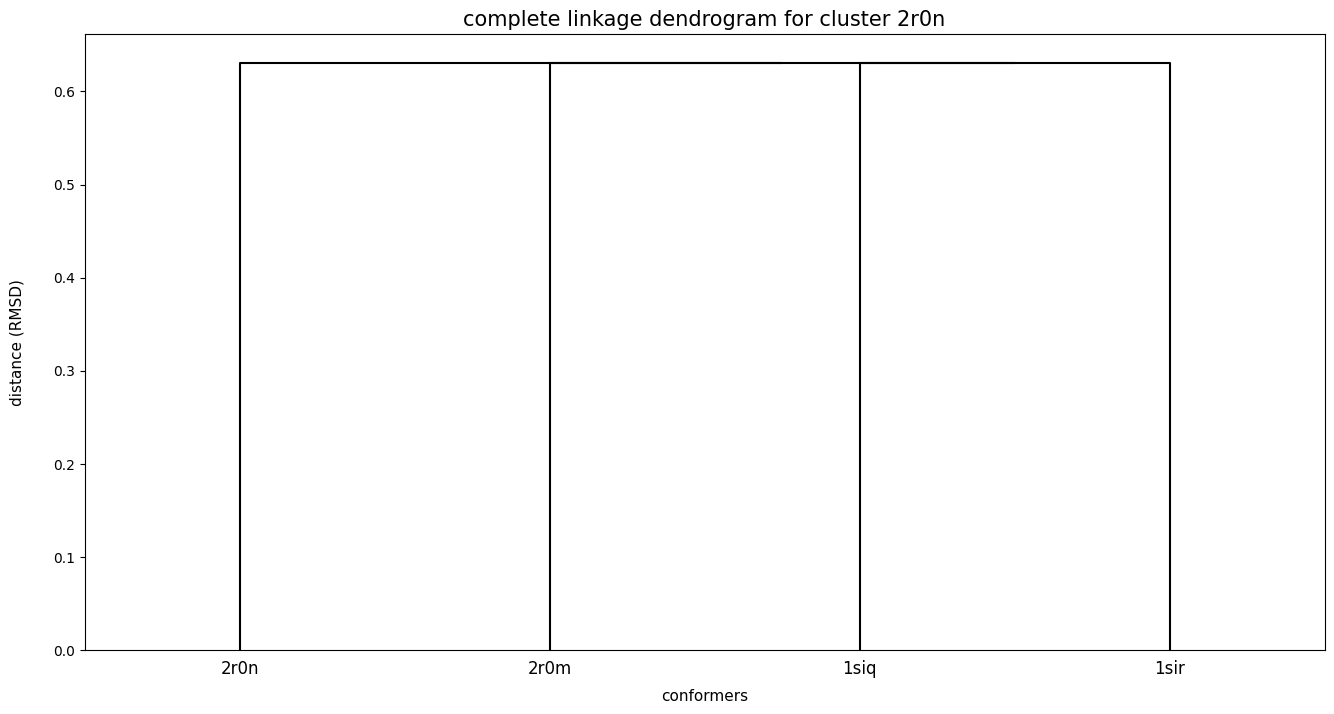 complete linkage dendrogram for cluster 2r0n
distance (RMSD)
0.6
0.5
0.4
0.3
0.2
0.1
0.0
2r0n 2r0m 1siq 1sir
conformers